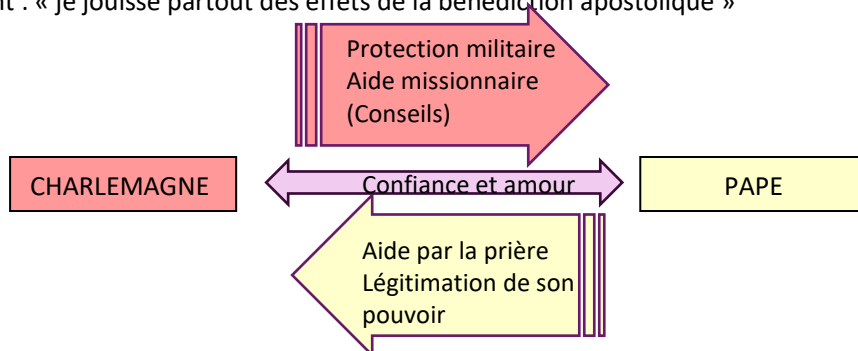 nt : « je jouisse partout des effets de la bénédiction apostolique »
Protection militaire
Aide missionnaire
(Conseils)
CHARLEMAGNE
Confiance et amour
PAPE
Aide par la prière
Légitimation de son
pouvoir